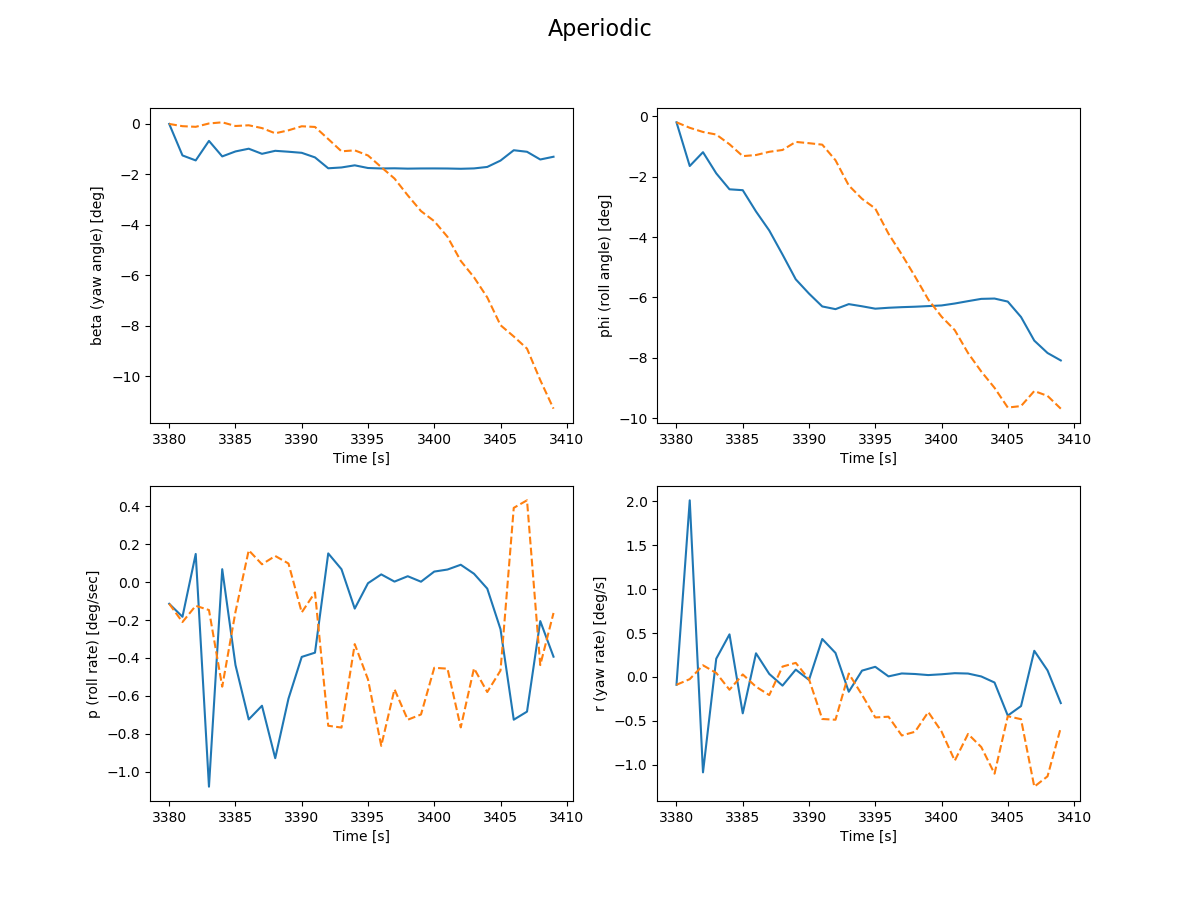 Aperiodic
beta (yaw angle) [deg]
0
−2
−4
−6
−8
−10
3380 3385 3390 3395 3400 3405 3410
Time [s]
phi (roll angle) [deg]
0
−2
−4
−6
−8
−10
3380 3385 3390 3395 3400 3405 3410
Time [s]
p (roll rate) [deg/sec]
0.4
0.2
0.0
−0.2
−0.4
−0.6
−0.8
−1.0
3380 3385 3390 3395 3400 3405 3410
Time [s]
r (yaw rate) [deg/s]
2.0
1.5
1.0
0.5
0.0
−0.5
−1.0
3380 3385 3390 3395 3400 3405 3410
Time [s]